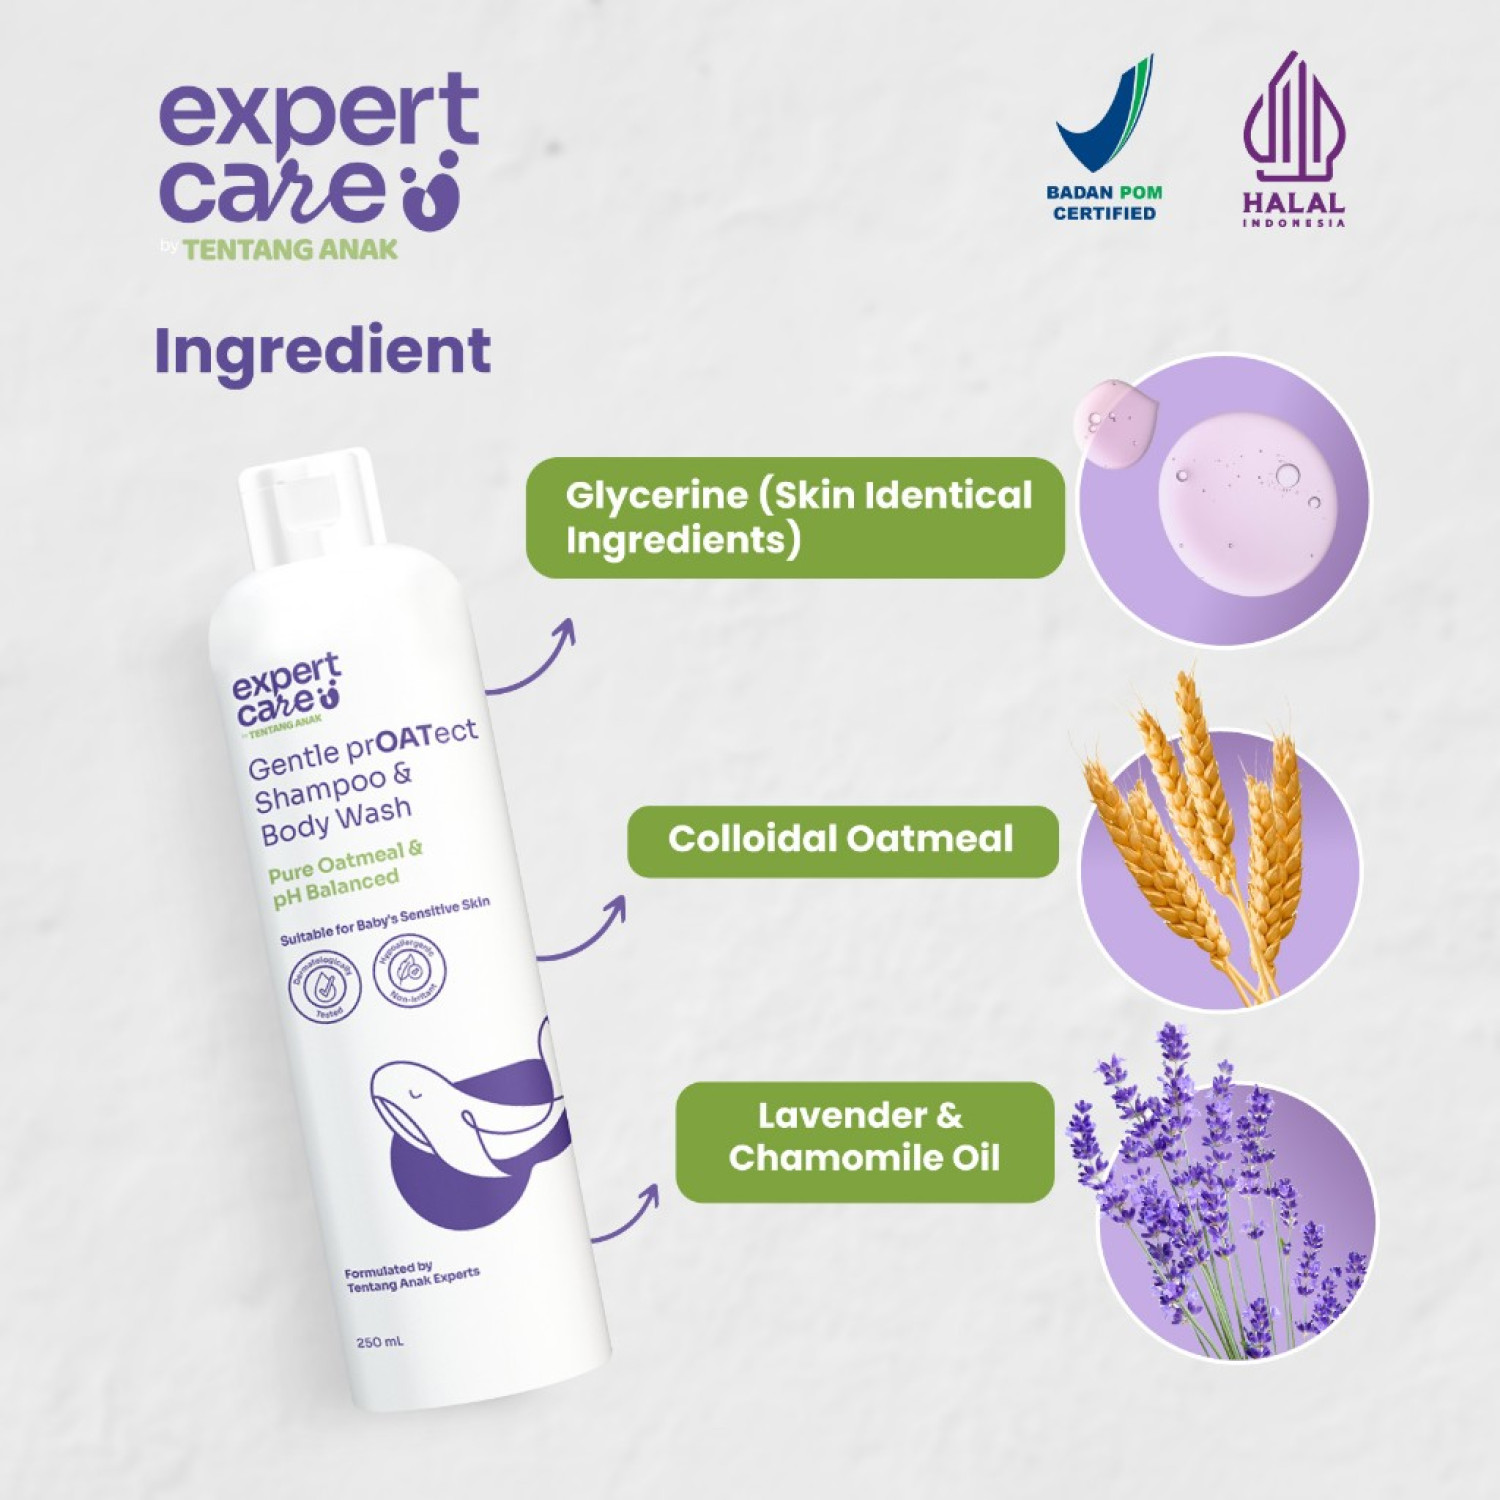 expert
care
by TENTANG ANAK
BADAN POM
CERTIFIED
HALAL
INDONESIA
Ingredient
Glycerine (Skin Identical
Ingredients)
Colloidal Oatmeal
Lavender &
Chamomile Oil
expert
care
by TENTANG ANAK
Gentle prOATect
Shampoo &
Body Wash
Pure Oatmeal &
pH Balanced
Suitable for Baby's Sensitive Skin
Dermatologically
Tested
Hypoallergenic
Non-Irritant
Formulated by
Tentang Anak Experts
250 mL